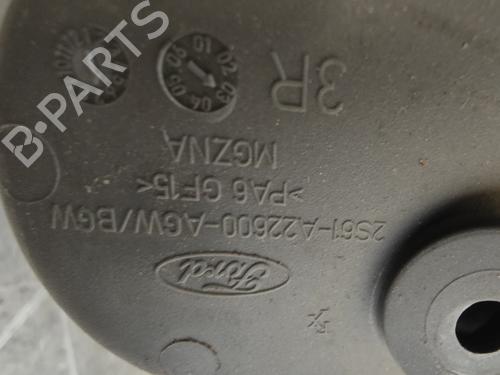 3R
MGZNA
>PA6 GF15<
2S61-A22600-AGW/BGW
Ford
B-PARTS